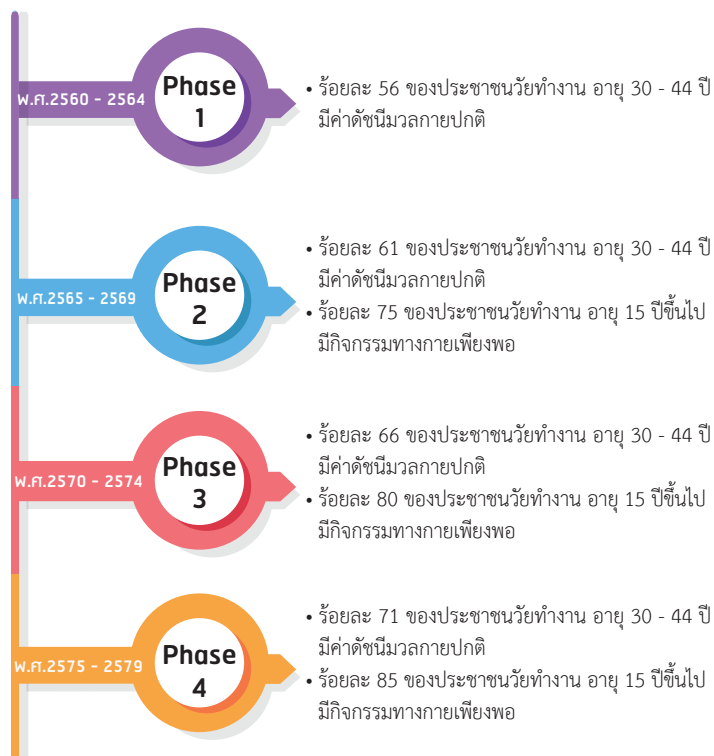 พ.ศ.2560 - 2564
Phase
1
• ร้อยละ 56 ของประชาชนวัยทำงาน อายุ 30 - 44 ปี
มีค่าดัชนีมวลกายปกติ
พ.ศ.2565 - 2569
Phase
2
• ร้อยละ 61 ของประชาชนวัยทำงาน อายุ 30 - 44 ปี
มีค่าดัชนีมวลกายปกติ
• ร้อยละ 75 ของประชาชนวัยทำงาน อายุ 15 ปีขึ้นไป
มีกิจกรรมทางกายเพียงพอ
พ.ศ.2570 - 2574
Phase
3
• ร้อยละ 66 ของประชาชนวัยทำงาน อายุ 30 - 44 ปี
มีค่าดัชนีมวลกายปกติ
• ร้อยละ 80 ของประชาชนวัยทำงาน อายุ 15 ปีขึ้นไป
มีกิจกรรมทางกายเพียงพอ
พ.ศ.2575 - 2579
Phase
4
• ร้อยละ 71 ของประชาชนวัยทำงาน อายุ 30 - 44 ปี
มีค่าดัชนีมวลกายปกติ
• ร้อยละ 85 ของประชาชนวัยทำงาน อายุ 15 ปีขึ้นไป
มีกิจกรรมทางกายเพียงพอ